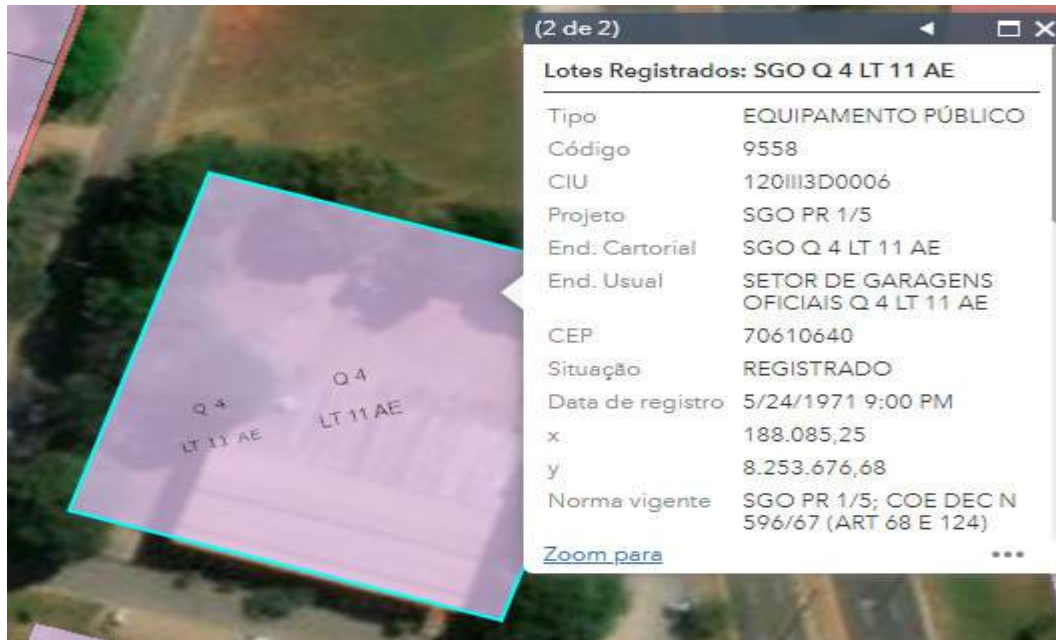 (2 de 2)
Lotes Registrados: SGO Q 4 LT 11 AE
Tipo EQUIPAMENTO PÚBLICO
Código 9558
CIU 120III3D0006
Projeto SGO PR 1/5
End. Cartorial SGO Q 4 LT 11 AE
End. Usual SETOR DE GARAGENS
OFICIAIS Q 4 LT 11 AE
CEP 70610640
Situação REGISTRADO
Data de registro 5/24/1971 9:00 PM
x 188.085,25
y 8.253.676,68
Norma vigente SGO PR 1/5; COE DEC N
596/67 (ART 68 E 124)
Zoom para
Q 4
LT 11 AE
Q 4
LT 11 AE